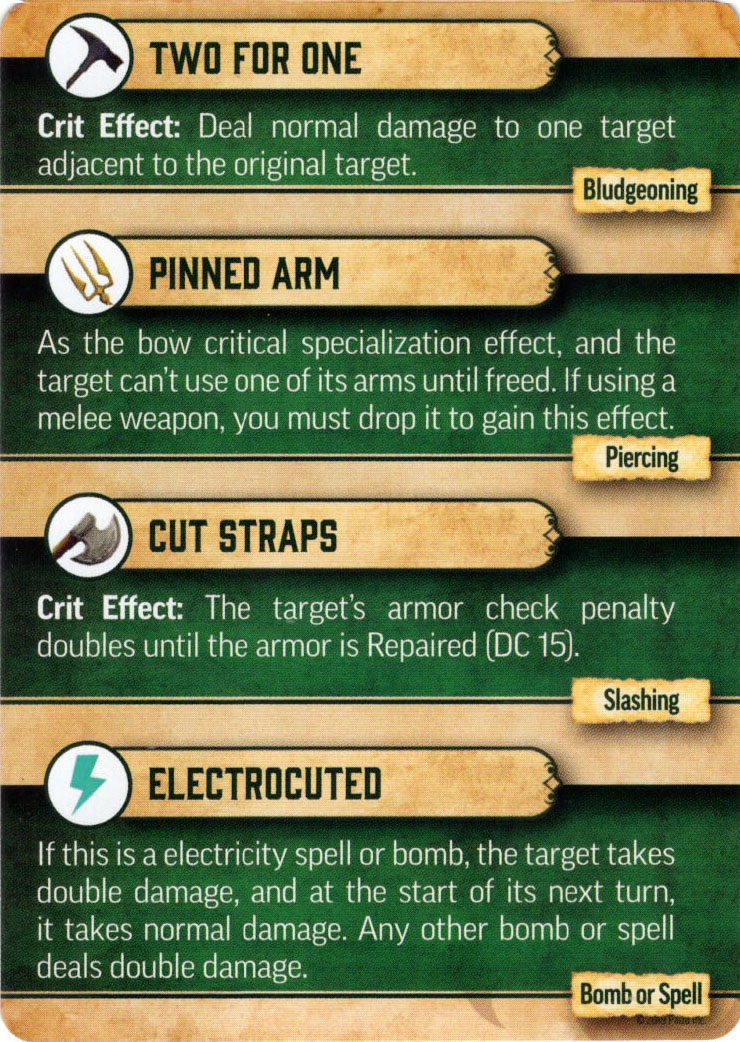 TWO FOR ONE
Crit Effect: Deal normal damage to one target
adjacent to the original target.
Bludgeoning
PINNED ARM
As the bow critical specialization effect, and the
target can't use one of its arms until freed. If using a
melee weapon, you must drop it to gain this effect.
Piercing
CUT STRAPS
Crit Effect: The target's armor check penalty
doubles until the armor is Repaired (DC 15).
Slashing
ELECTROCUTED
If this is a electricity spell or bomb, the target takes
double damage, and at the start of its next turn,
it takes normal damage. Any other bomb or spell
deals double damage.
Bomb or Spell
©2019 Paizo Inc.